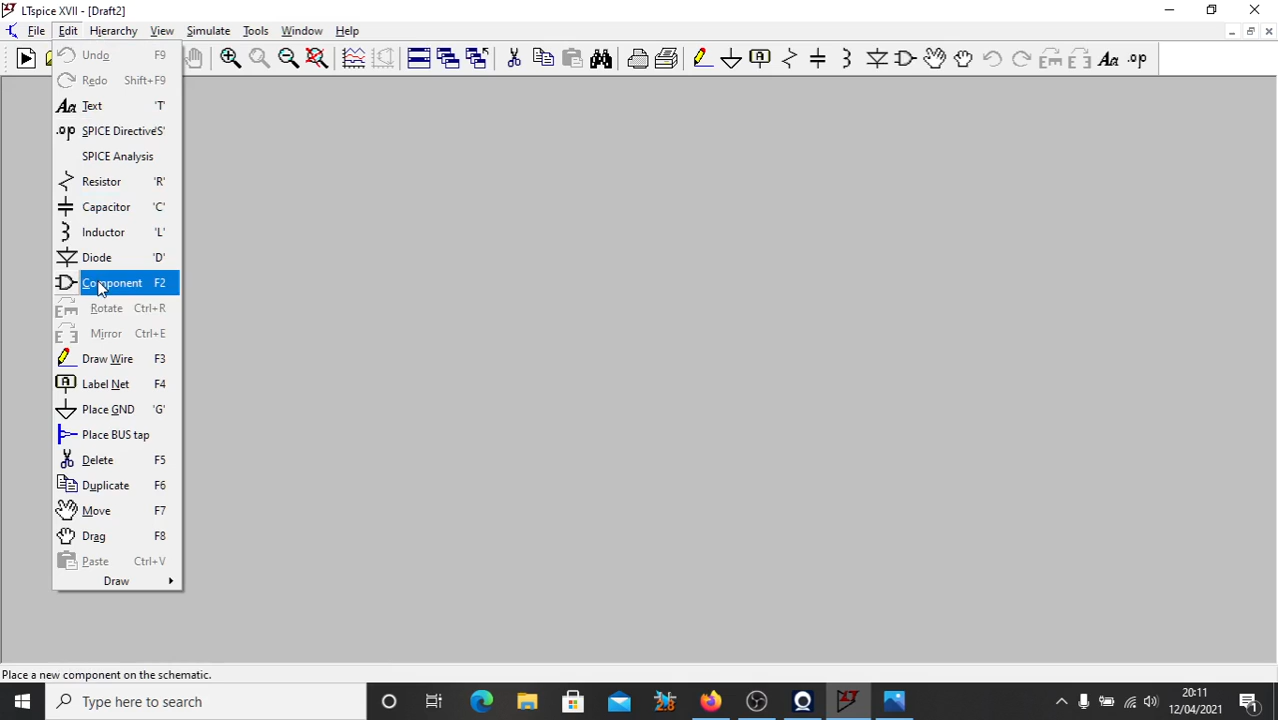 LTspice XVII - [Draft2]
File Edit Hierarchy View Simulate Tools Window Help
Undo F9
Redo Shift+F9
Text 'T'
SPICE Directive 'S'
SPICE Analysis
Resistor 'R'
Capacitor 'C'
Inductor 'L'
Diode 'D'
Component F2
Rotate Ctrl+R
Mirror Ctrl+E
Draw Wire F3
Label Net F4
Place GND 'G'
Place BUS tap
Delete F5
Duplicate F6
Move F7
Drag F8
Paste Ctrl+V
Draw
Place a new component on the schematic.
Type here to search
20:11
12/04/2021